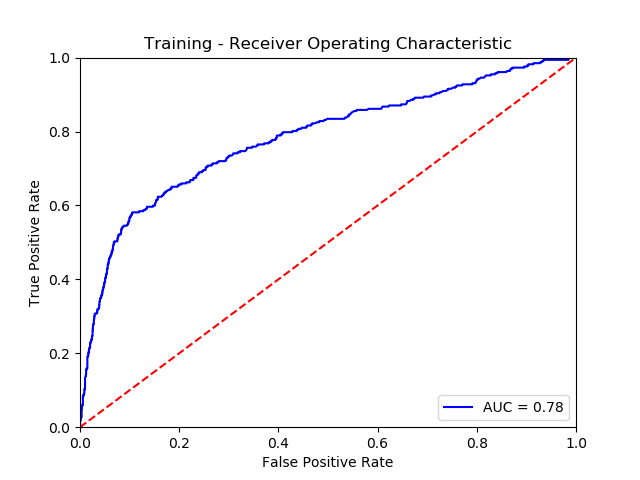 Training - Receiver Operating Characteristic
1.0
0.8
0.6
0.4
0.2
0.0
True Positive Rate
AUC = 0.78
0.0 0.2 0.4 0.6 0.8 1.0
False Positive Rate